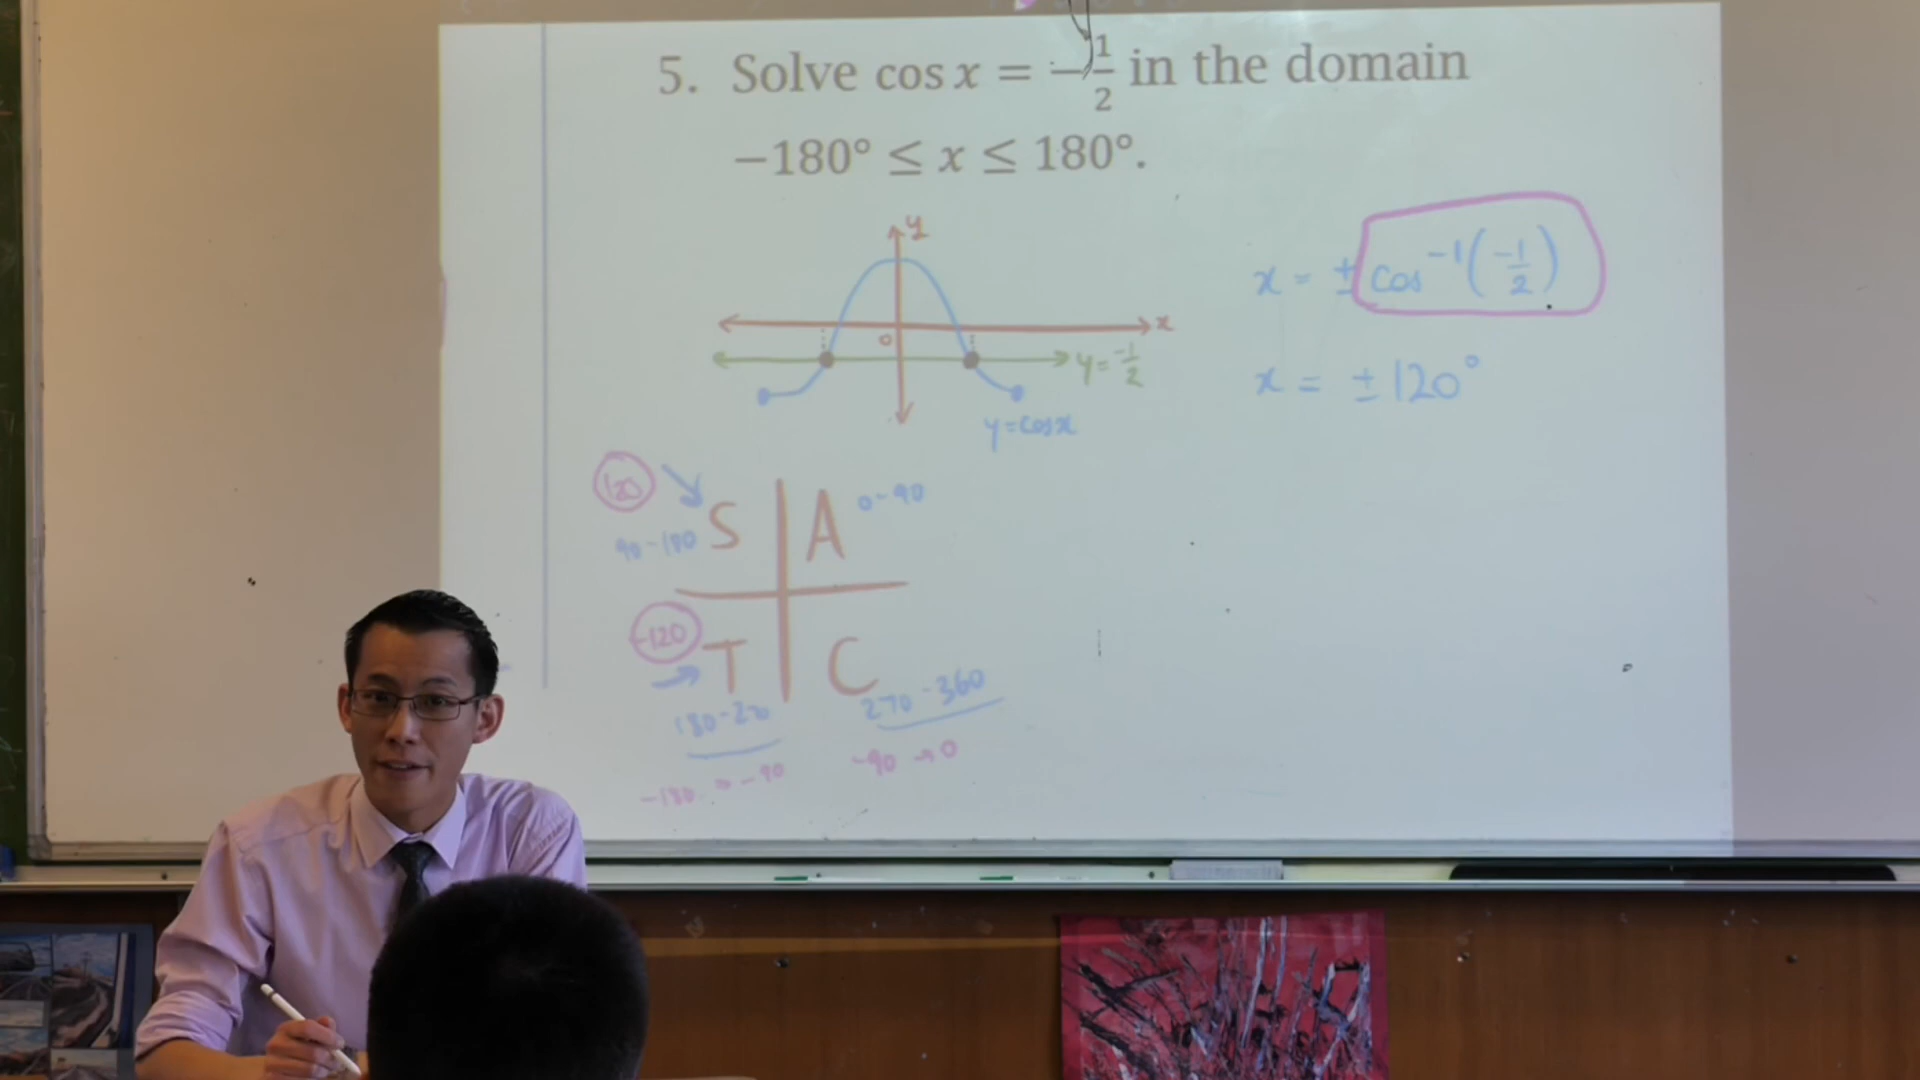 5. Solve cos x = -1/2 in the domain
-180° ≤ x ≤ 180°.
y
x
0
y = -1/2
y = cos x
x = ± cos⁻¹(-1/2)
x = ± 120°
120
S
A
0-90
90-180
-120
T
C
180-270
270-360
-180 → -90
-90 → 0